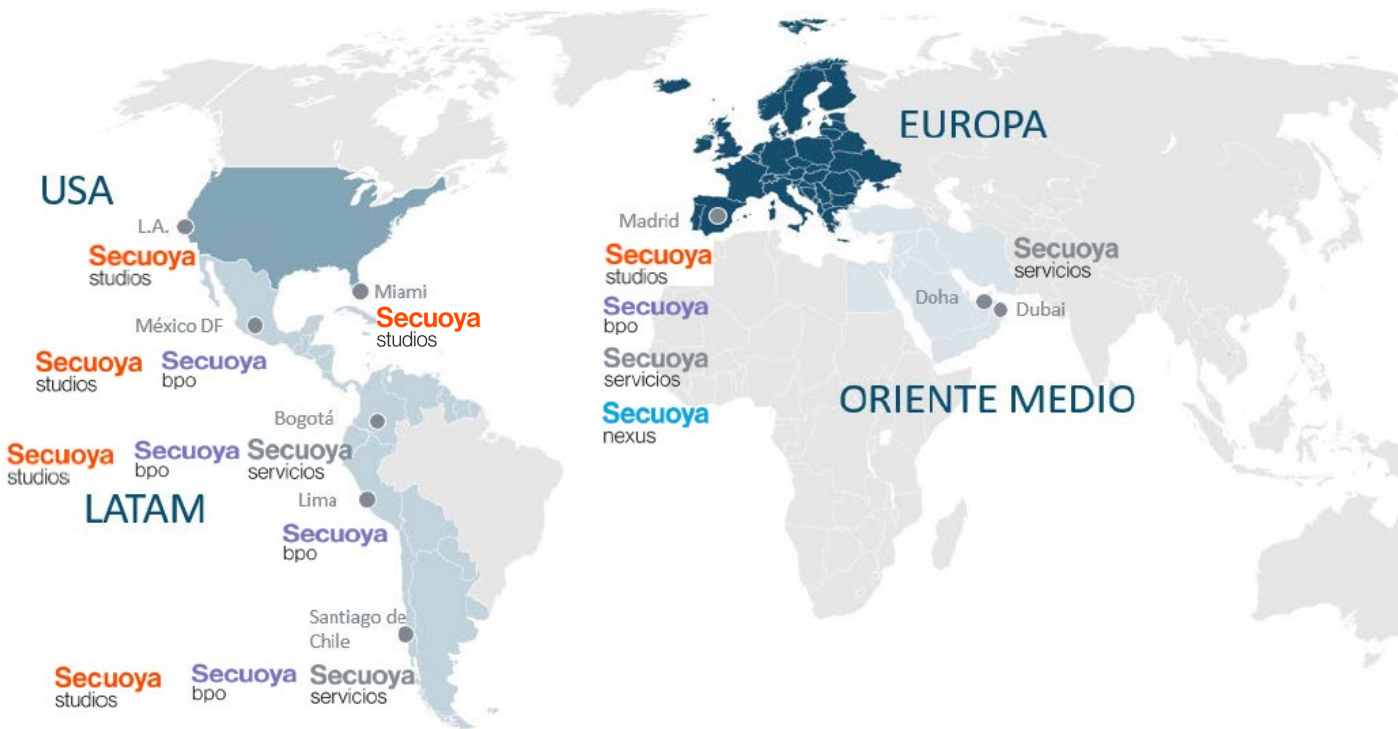 EUROPA
USA
L.A.
Secuoya
studios
Miami
Secuoya
studios
México DF
Secuoya
studios
Secuoya
bpo
Bogotá
Secuoya
studios
Secuoya
bpo
Secuoya
servicios
LATAM
Lima
Secuoya
bpo
Santiago de
Chile
Secuoya
studios
Secuoya
bpo
Secuoya
servicios
Madrid
Secuoya
studios
Secuoya
bpo
Secuoya
servicios
Secuoya
nexus
Secuoya
servicios
Doha
Dubai
ORIENTE MEDIO